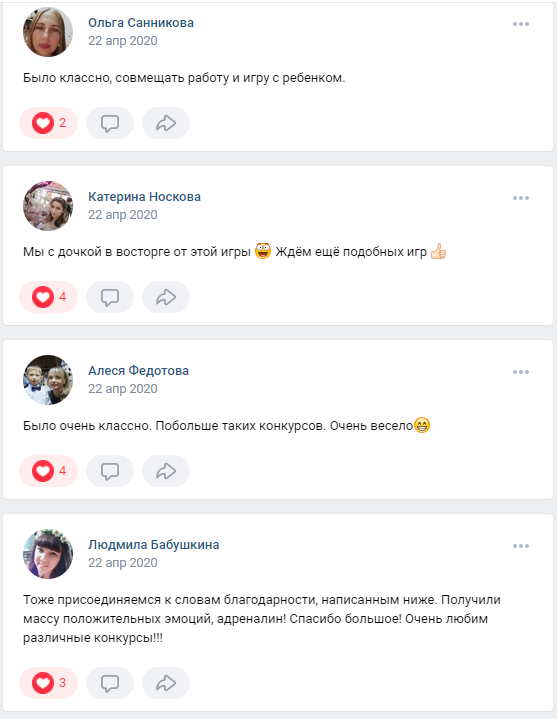 Ольга Санникова
22 апр 2020
Было классно, совмещать работу и игру с ребенком.
2
Катерина Носкова
22 апр 2020
Мы с дочкой в восторге от этой игры 🤪 Ждём ещё подобных игр 👍🏻
4
Алеся Федотова
22 апр 2020
Было очень классно. Побольше таких конкурсов. Очень весело😁
4
Людмила Бабушкина
22 апр 2020
Тоже присоединяемся к словам благодарности, написанным ниже. Получили
массу положительных эмоций, адреналин! Спасибо большое! Очень любим
различные конкурсы!!!
3